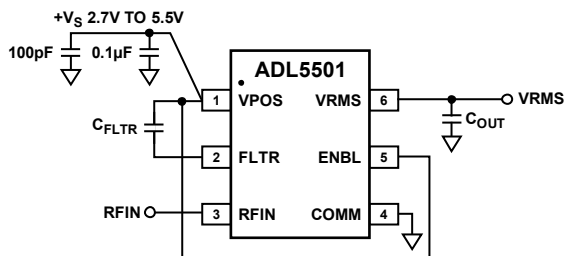 +VS 2.7V TO 5.5V
100pF 0.1µF
ADL5501
1 VPOS VRMS 6 VRMS
CFLTR COUT
2 FLTR ENBL 5
RFIN 3 RFIN COMM 4